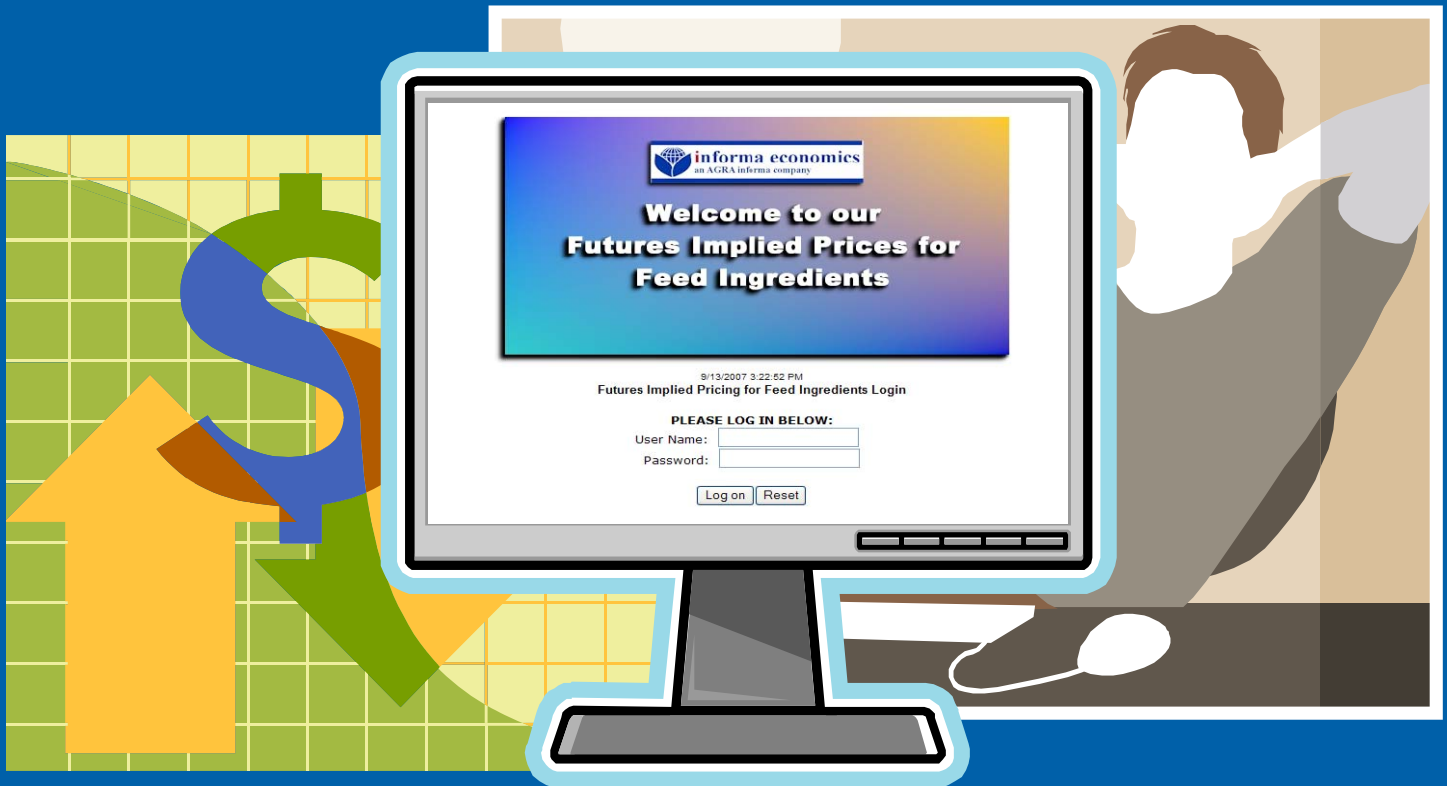 informa economics
an AGRA informa company
Welcome to our
Futures Implied Prices for
Feed Ingredients
9/13/2007 3:22:52 PM
Futures Implied Pricing for Feed Ingredients Login
PLEASE LOG IN BELOW:
User Name:
Password:
Log on Reset